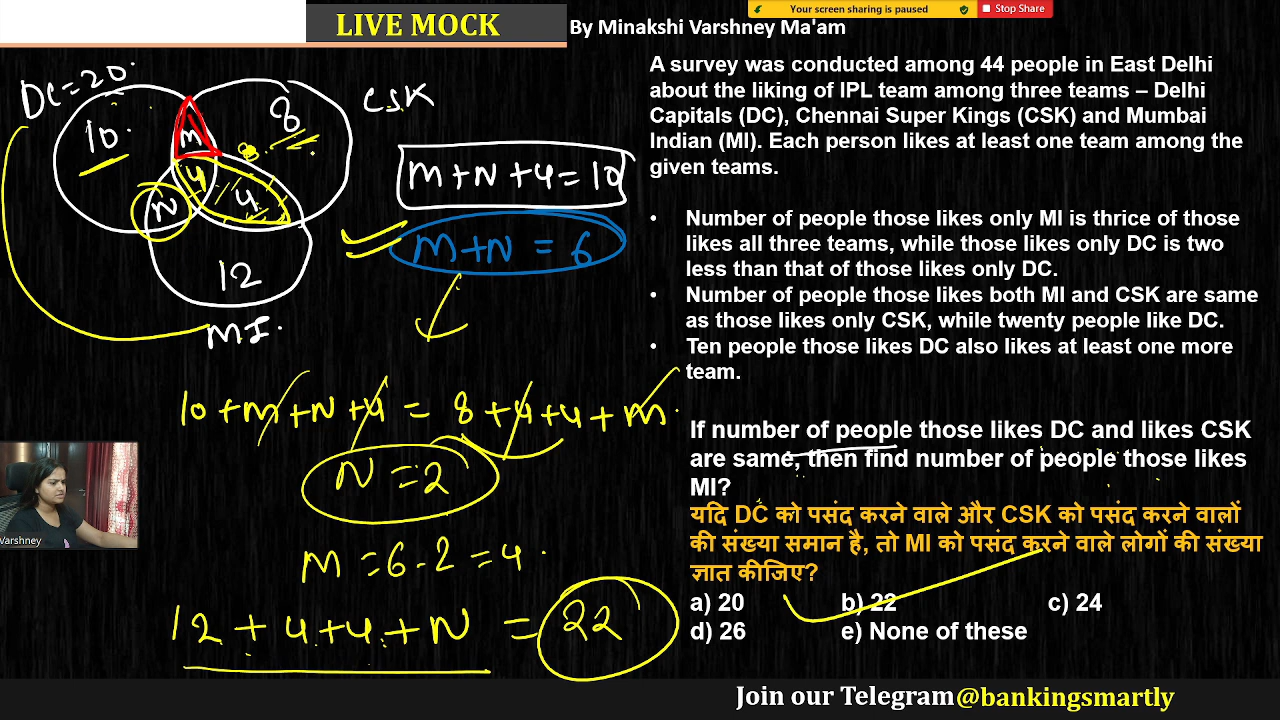 LIVE MOCK
By Minakshi Varshney Ma'am
Your screen sharing is paused
Stop Share
A survey was conducted among 44 people in East Delhi
about the liking of IPL team among three teams – Delhi
Capitals (DC), Chennai Super Kings (CSK) and Mumbai
Indian (MI). Each person likes at least one team among the
given teams.
• Number of people those likes only MI is thrice of those
likes all three teams, while those likes only DC is two
less than that of those likes only DC.
• Number of people those likes both MI and CSK are same
as those likes only CSK, while twenty people like DC.
• Ten people those likes DC also likes at least one more
team.
If number of people those likes DC and likes CSK
are same, then find number of people those likes
MI?
यदि DC को पसंद करने वाले और CSK को पसंद करने वालों
की संख्या समान है, तो MI को पसंद करने वाले लोगों की संख्या
ज्ञात कीजिए?
a) 20 b) 22 c) 24
d) 26 e) None of these
DC = 20
CSK
10
M
8
4
4
N
12
MI
M+N+4=10
M+N = 6
10+M+N+4 = 8+4+4+M
N = 2
M = 6-2 = 4
12+4+4+N = 22
Varshney
Join our Telegram@bankingsmartly